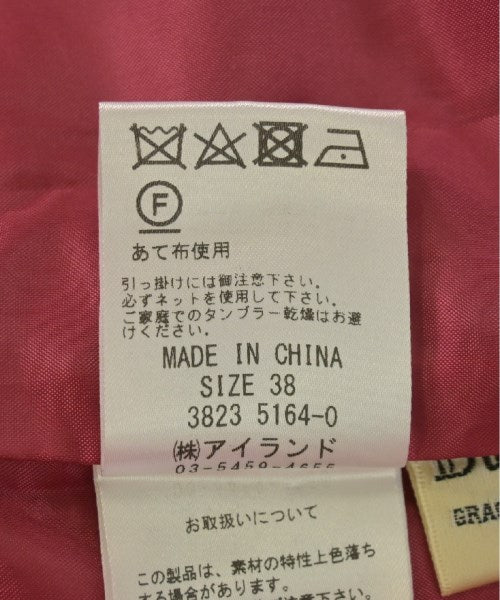 F
あて布使用
引っ掛けには御注意下さい。
必ずネットを使用して下さい。
ご家庭でのタンブラー乾燥はお避
けください。
MADE IN CHINA
SIZE 38
3823 5164-0
㈱アイランド
03-5459-4655
お取扱いについて
この製品は、素材の特性上色落ち
する場合があります。